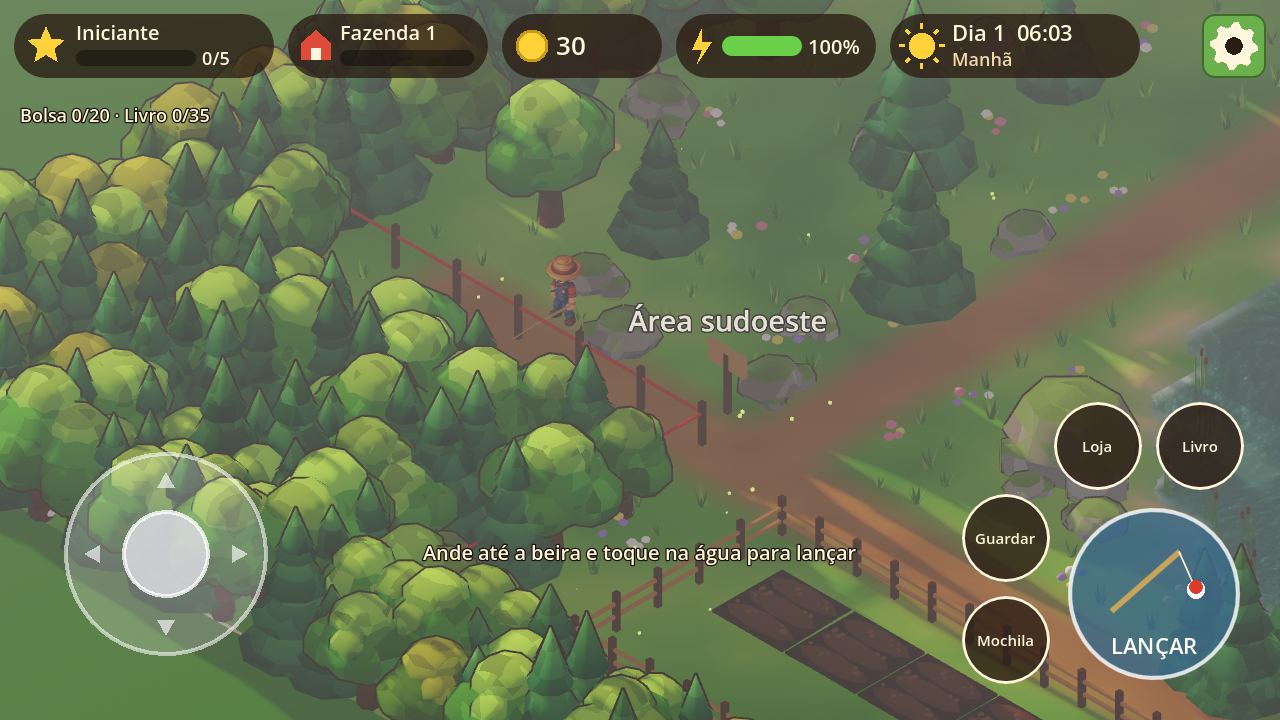 Iniciante
0/5
Fazenda 1
30
100%
Dia 1 06:03
Manhã
Bolsa 0/20 · Livro 0/35
Área sudoeste
Loja
Livro
Guardar
Ande até a beira e toque na água para lançar
Mochila
LANÇAR